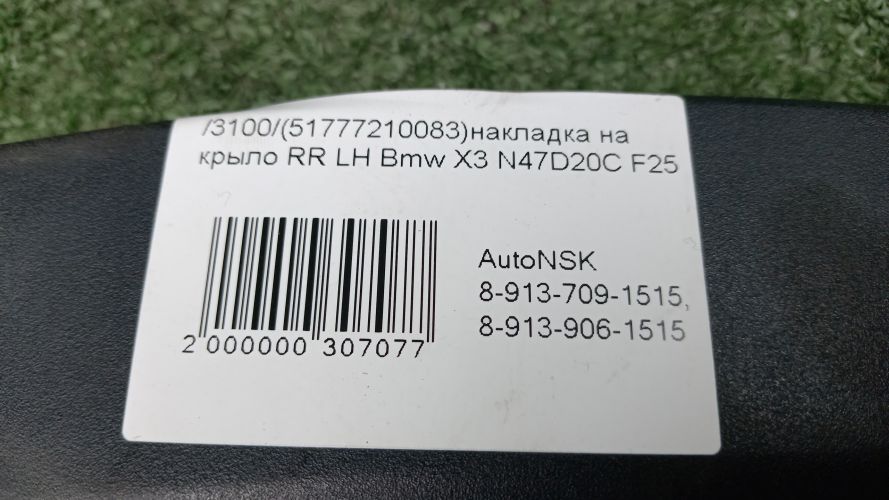 /3100/(51777210083)накладка на
крыло RR LH Bmw X3 N47D20C F25
AutoNSK
8-913-709-1515,
8-913-906-1515
2 000000 307077